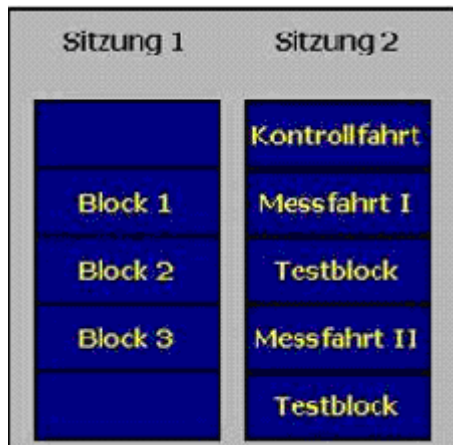 Sitzung 1
Sitzung 2
Block 1
Block 2
Block 3
Kontrollfahrt
Messfahrt I
Testblock
Messfahrt II
Testblock